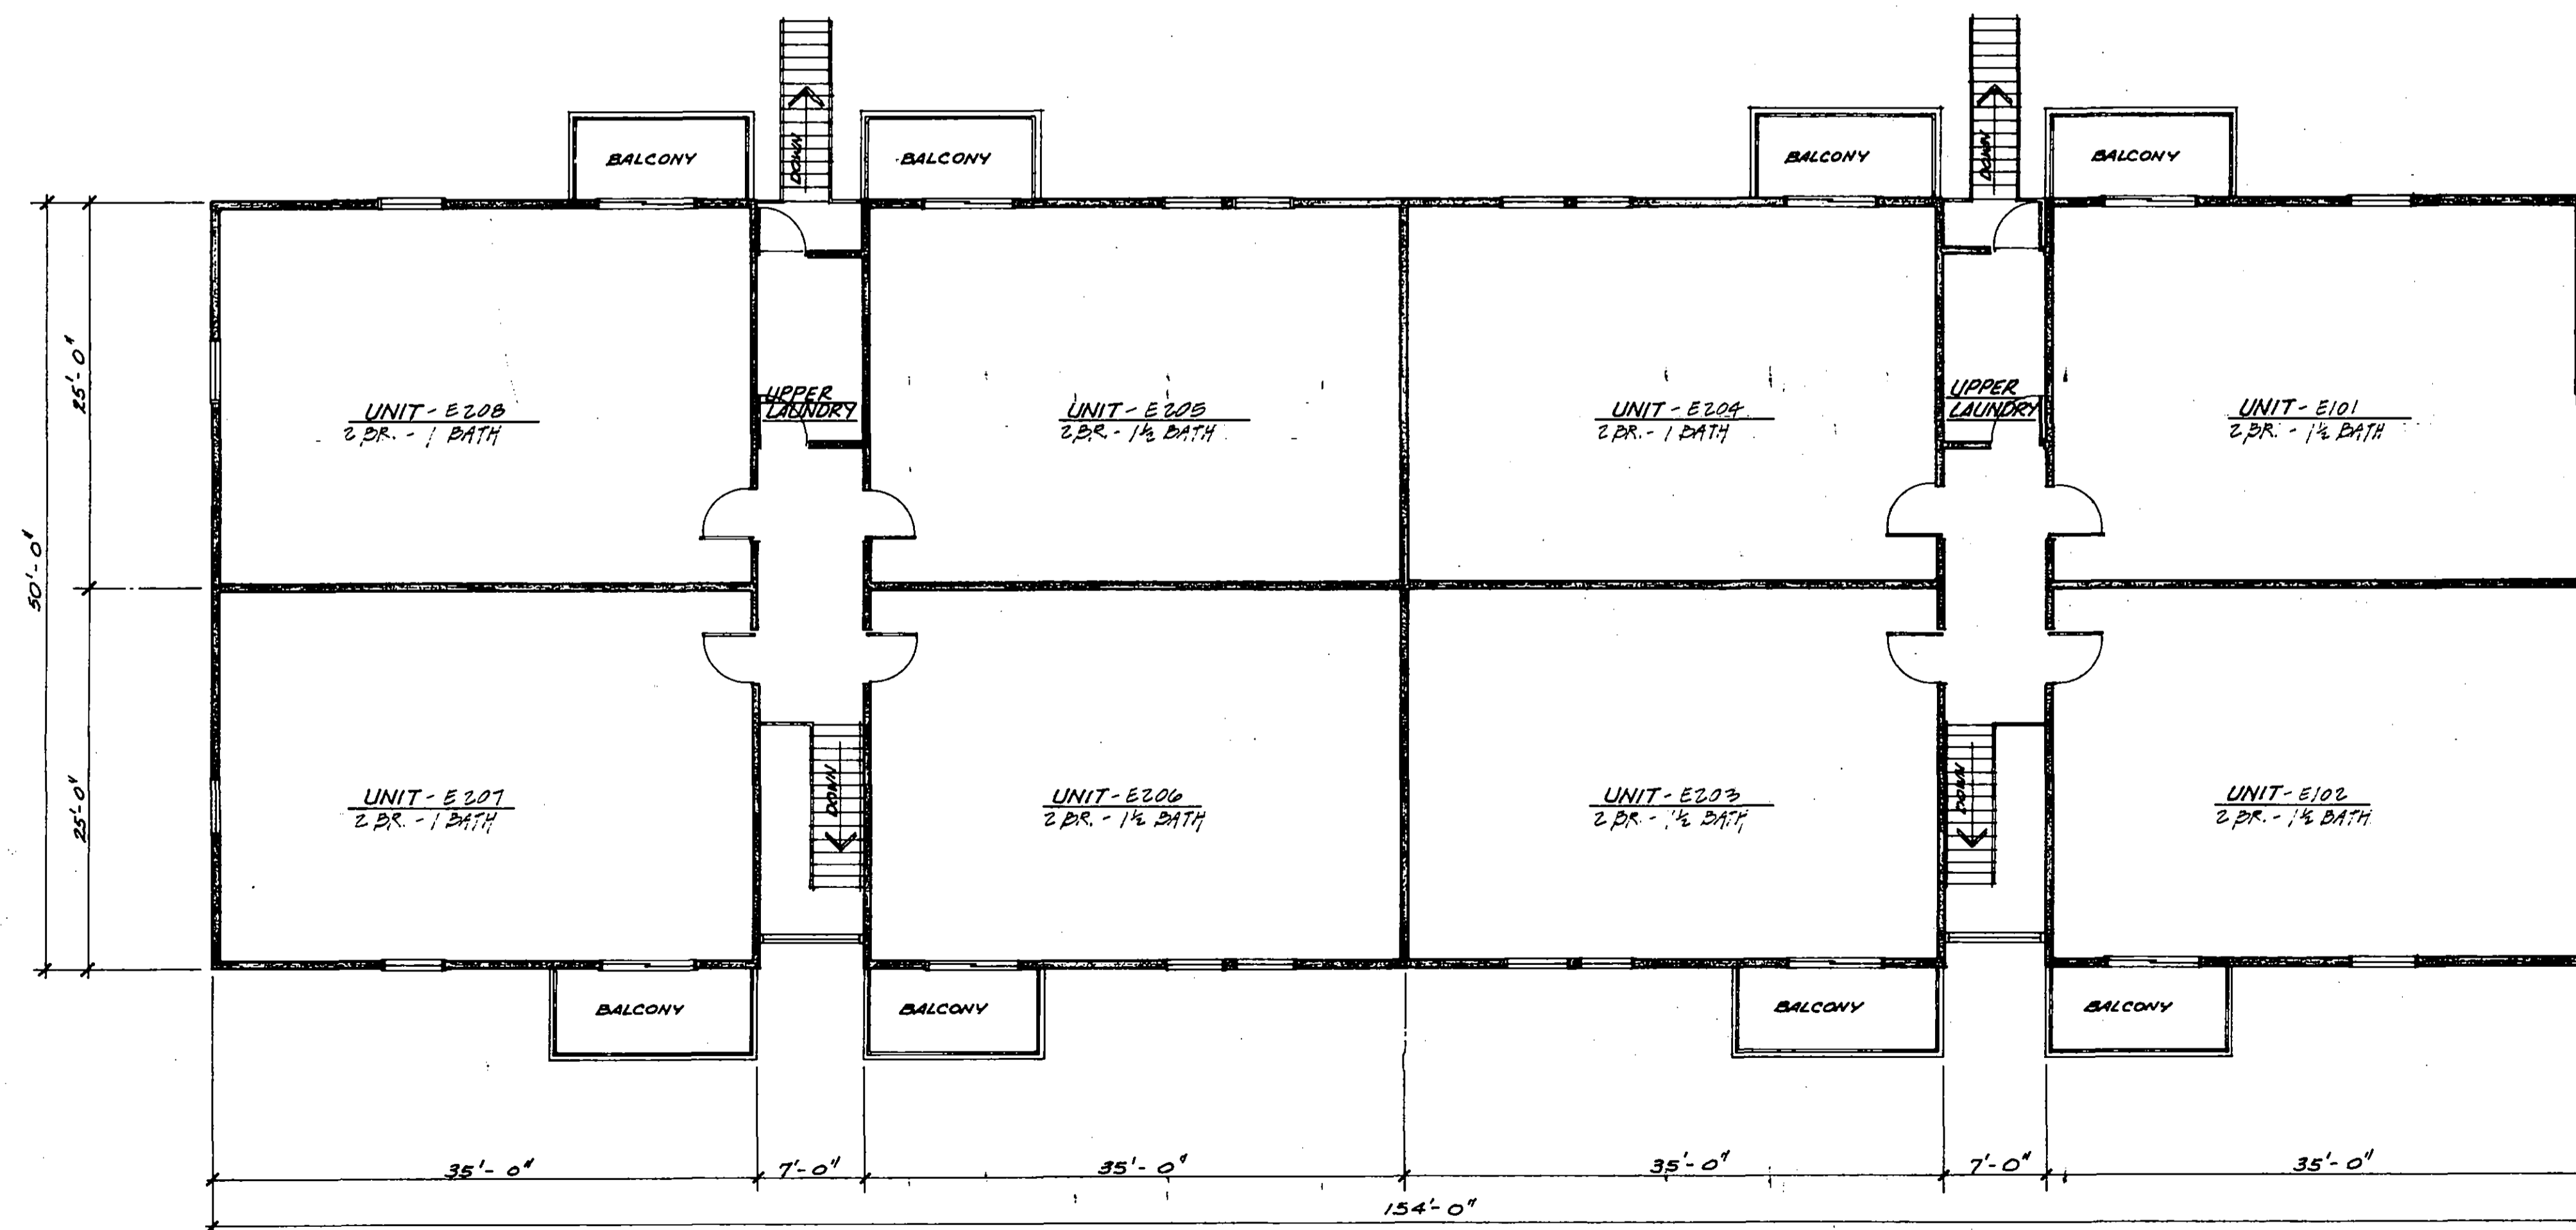 DOWN
DOWN
BALCONY
BALCONY
BALCONY
BALCONY
25'-0"
50'-0"
UNIT - E208
2 BR. - 1 BATH
UPPER
LAUNDRY
UNIT - E205
2 BR. - 1½ BATH
UNIT - E204
2 BR. - 1 BATH
UPPER
LAUNDRY
UNIT - E101
2 BR. - 1½ BATH
25'-0"
UNIT - E207
2 BR. - 1 BATH
DOWN
UNIT - E206
2 BR. - 1½ BATH
UNIT - E203
2 BR. - 1½ BATH
DOWN
UNIT - E102
2 BR. - 1½ BATH
BALCONY
BALCONY
BALCONY
BALCONY
35'-0"
7'-0"
35'-0"
35'-0"
7'-0"
35'-0"
154'-0"